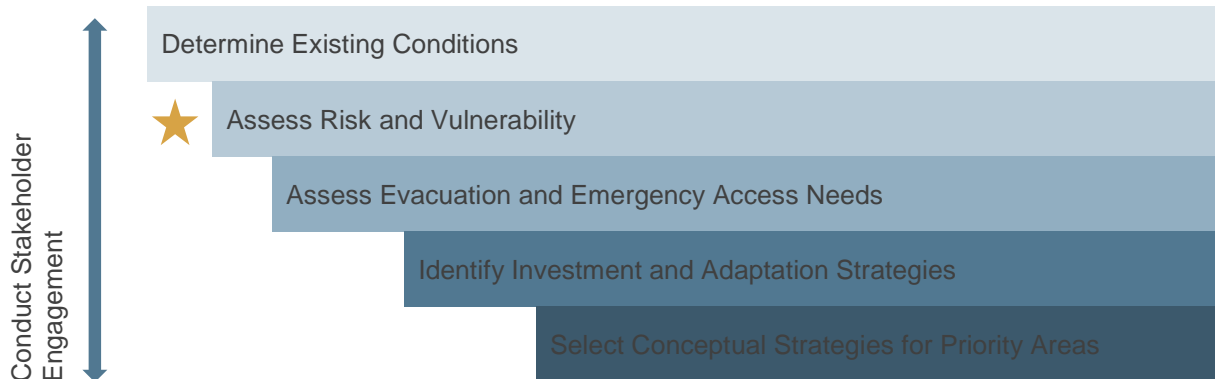 Determine Existing Conditions
Assess Risk and Vulnerability
Assess Evacuation and Emergency Access Needs
Identify Investment and Adaptation Strategies
Select Conceptual Strategies for Priority Areas
Conduct Stakeholder
Engagement